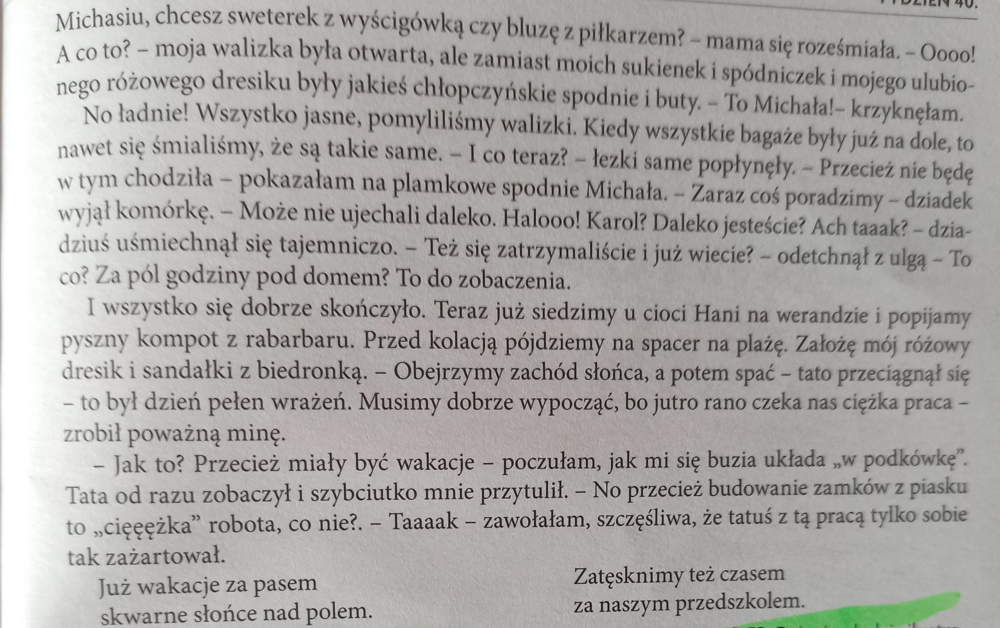 TYDZIEŃ 40.
Michasiu, chcesz sweterek z wyścigówką czy bluzę z piłkarzem? – mama się roześmiała. – Oooo!
A co to? – moja walizka była otwarta, ale zamiast moich sukienek i spódniczek i mojego ulubio-
nego różowego dresiku były jakieś chłopczyńskie spodnie i buty. – To Michała!– krzyknęłam.
No ładnie! Wszystko jasne, pomyliliśmy walizki. Kiedy wszystkie bagaże były już na dole, to
nawet się śmialiśmy, że są takie same. – I co teraz? – łezki same popłynęły. – Przecież nie będę
w tym chodziła – pokazałam na plamkowe spodnie Michała. – Zaraz coś poradzimy – dziadek
wyjął komórkę. – Może nie ujechali daleko. Halooo! Karol? Daleko jesteście? Ach taaak? – dzia-
dziuś uśmiechnął się tajemniczo. – Też się zatrzymaliście i już wiecie? – odetchnął z ulgą – To
co? Za pól godziny pod domem? To do zobaczenia.
I wszystko się dobrze skończyło. Teraz już siedzimy u cioci Hani na werandzie i popijamy
pyszny kompot z rabarbaru. Przed kolacją pójdziemy na spacer na plażę. Założę mój różowy
dresik i sandałki z biedronką. – Obejrzymy zachód słońca, a potem spać – tato przeciągnął się
– to był dzień pełen wrażeń. Musimy dobrze wypocząć, bo jutro rano czeka nas ciężka praca –
zrobił poważną minę.
– Jak to? Przecież miały być wakacje – poczułam, jak mi się buzia układa „w podkówkę”.
Tata od razu zobaczył i szybciutko mnie przytulił. – No przecież budowanie zamków z piasku
to „cięęężka” robota, co nie?. – Taaaak – zawołałam, szczęśliwa, że tatuś z tą pracą tylko sobie
tak zażartował.
Już wakacje za pasem
skwarne słońce nad polem.
Zatęsknimy też czasem
za naszym przedszkolem.